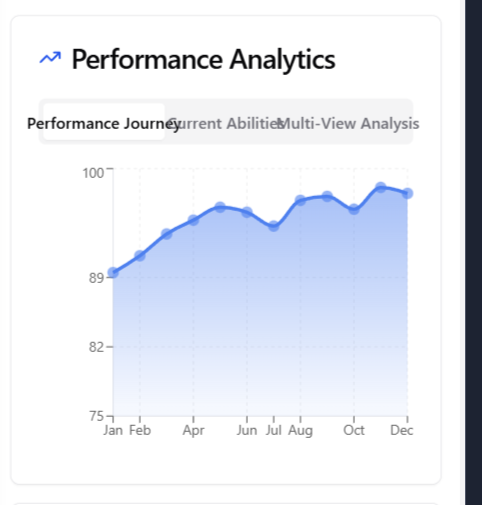 Performance Analytics
Performance Journey Current Abilities Multi-View Analysis
100
89
82
75
Jan Feb Apr Jun Jul Aug Oct Dec